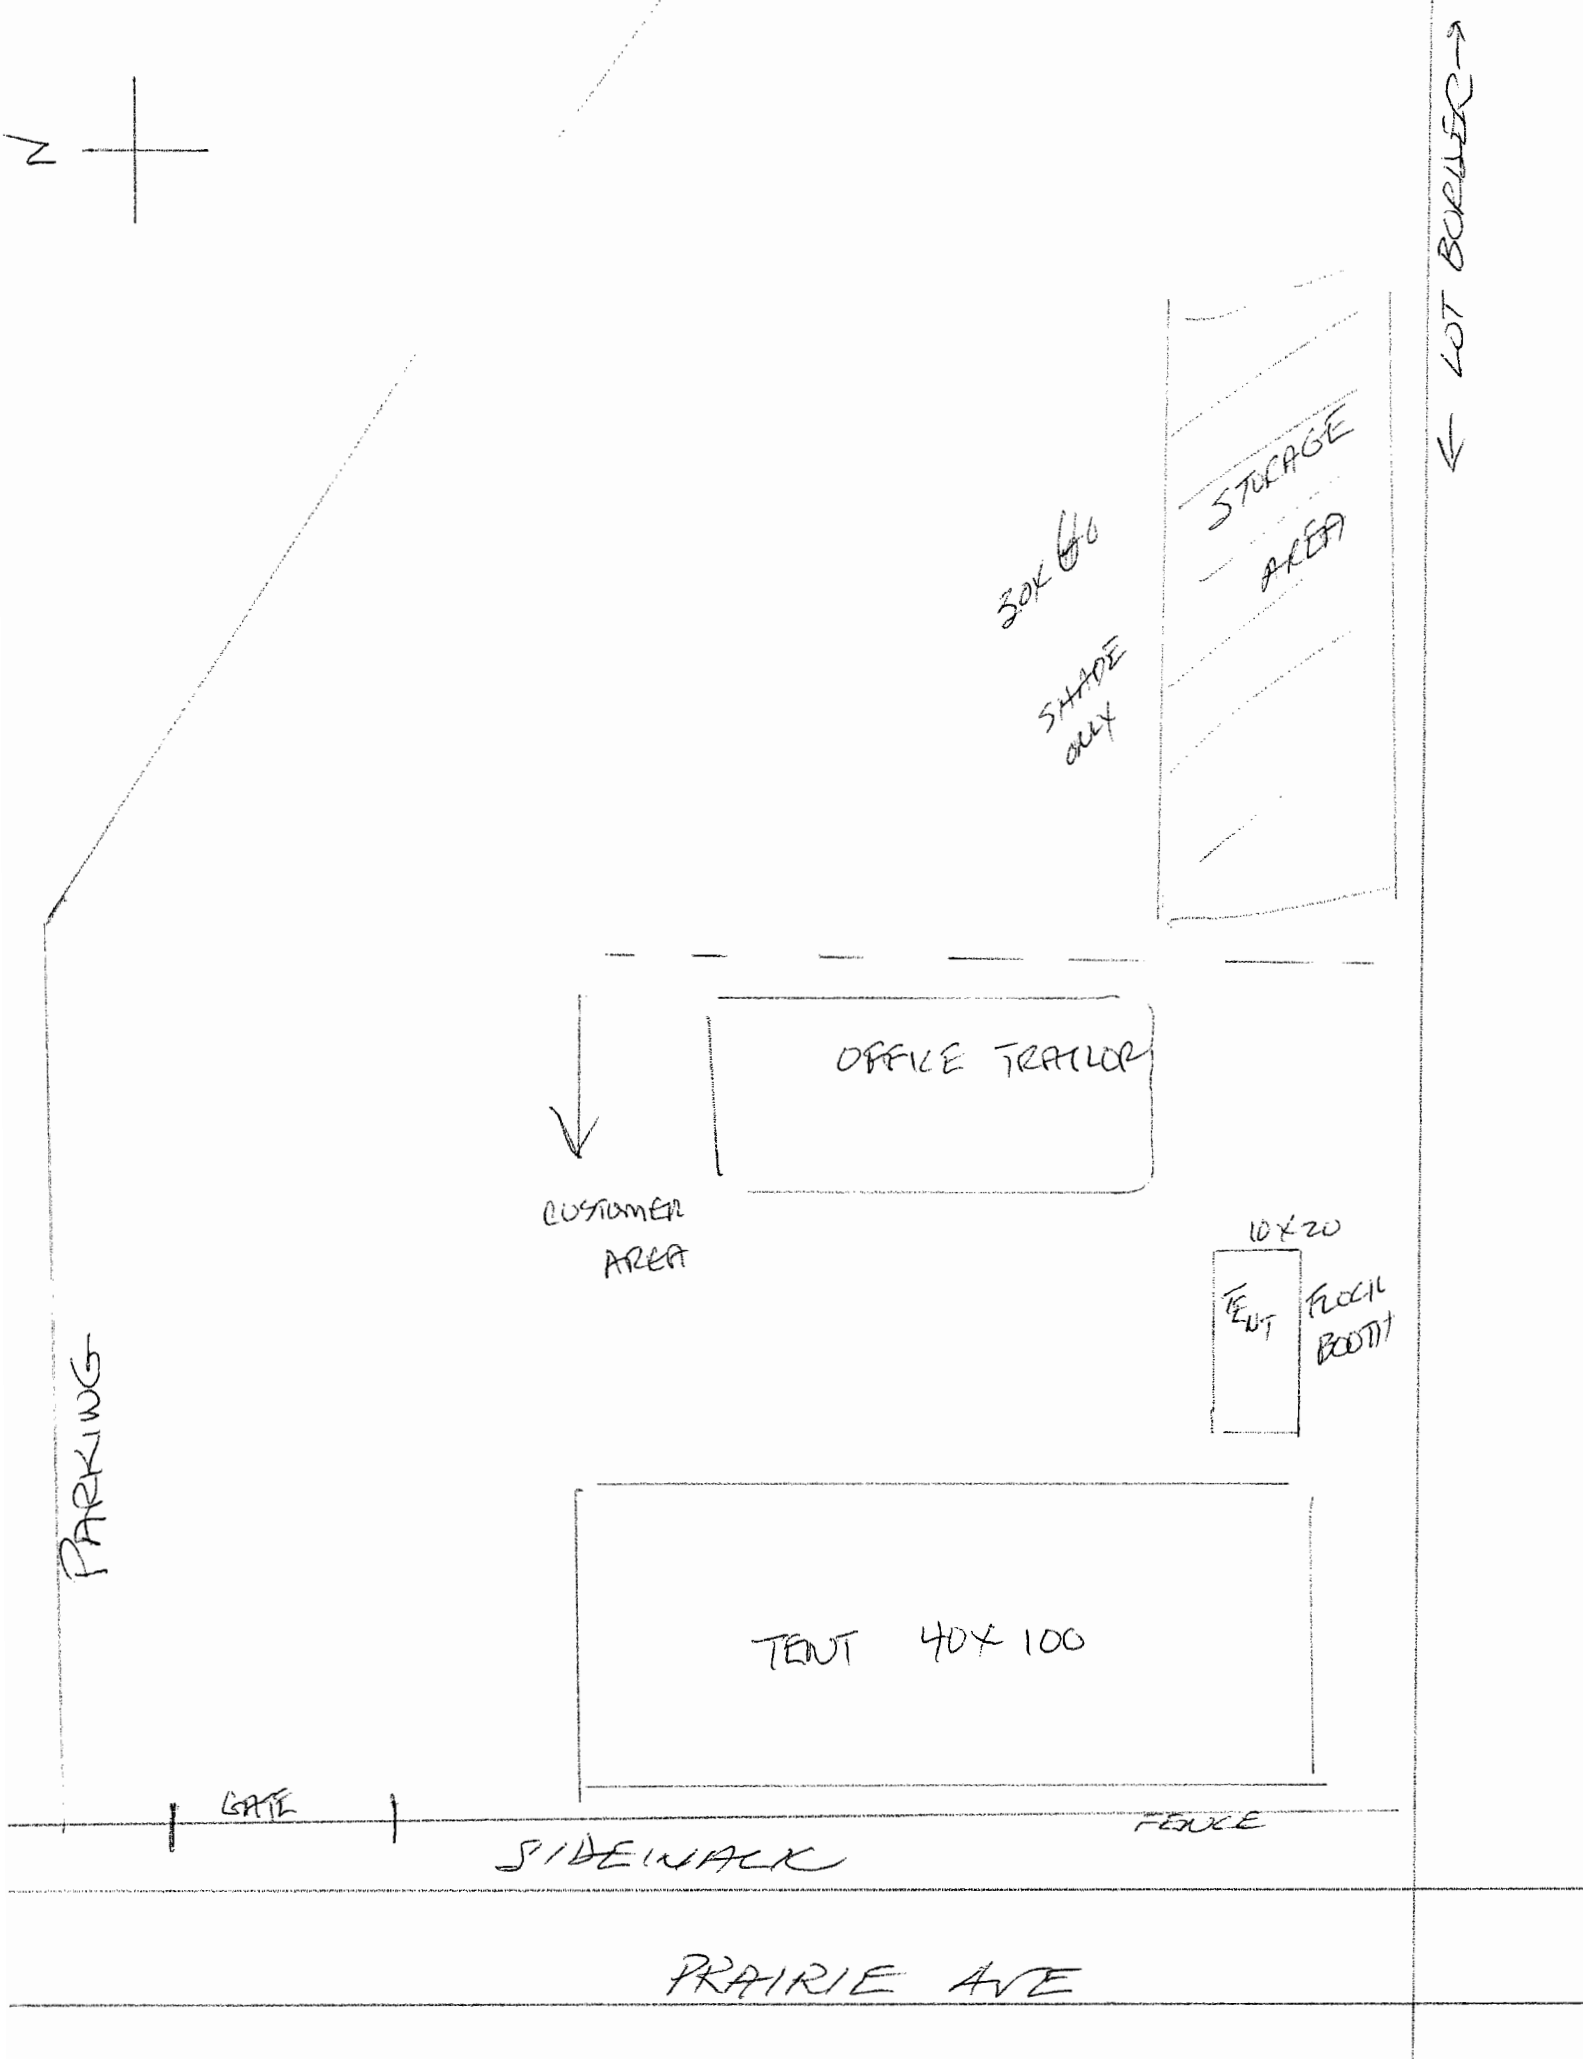 N
← LOT BORDER →
STORAGE
AREA
30X
SHADE
ONLY
OFFICE TRAILOR
CUSTOMER
AREA
10X20
TENT
FLOCK
BOOTH
PARKING
TENT 40X100
GATE
FENCE
SIDEWALK
PRAIRIE AVE